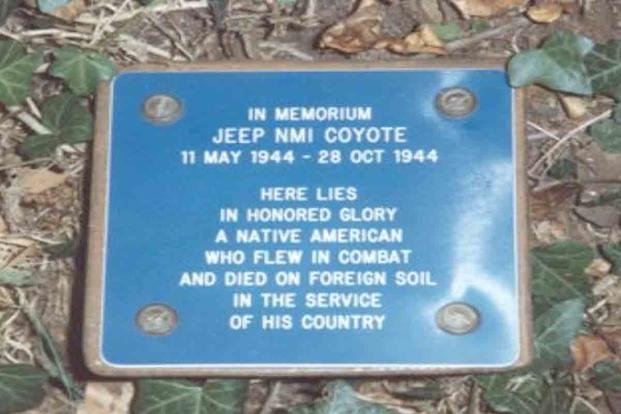 IN MEMORIUM
JEEP NMI COYOTE
11 MAY 1944 - 28 OCT 1944
HERE LIES
IN HONORED GLORY
A NATIVE AMERICAN
WHO FLEW IN COMBAT
AND DIED ON FOREIGN SOIL
IN THE SERVICE
OF HIS COUNTRY